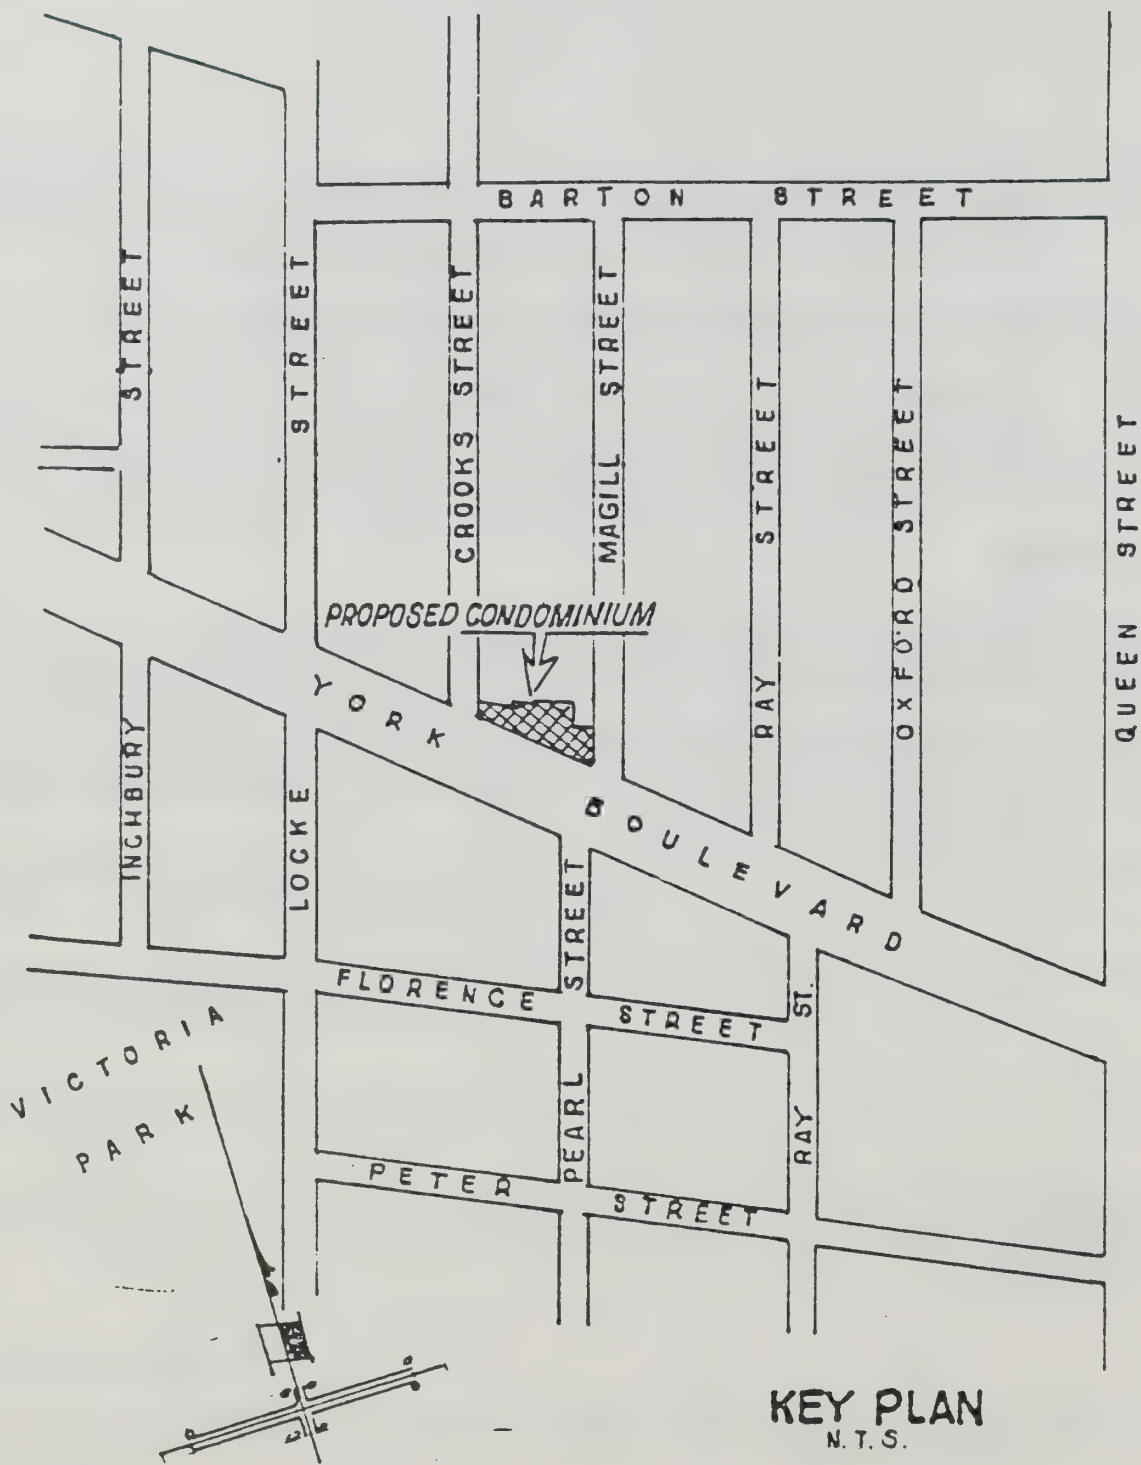 BARTON STREET
STREET
STREET
CROOKS STREET
MAGILL STREET
RAY STREET
OXFORD STREET
QUEEN STREET
PROPOSED CONDOMINIUM
YORK BOULEVARD
INCHBURY
LOCKE
PEARL STREET
RAY ST.
FLORENCE STREET
VICTORIA
PARK
PETER STREET
KEY PLAN
N.T.S.